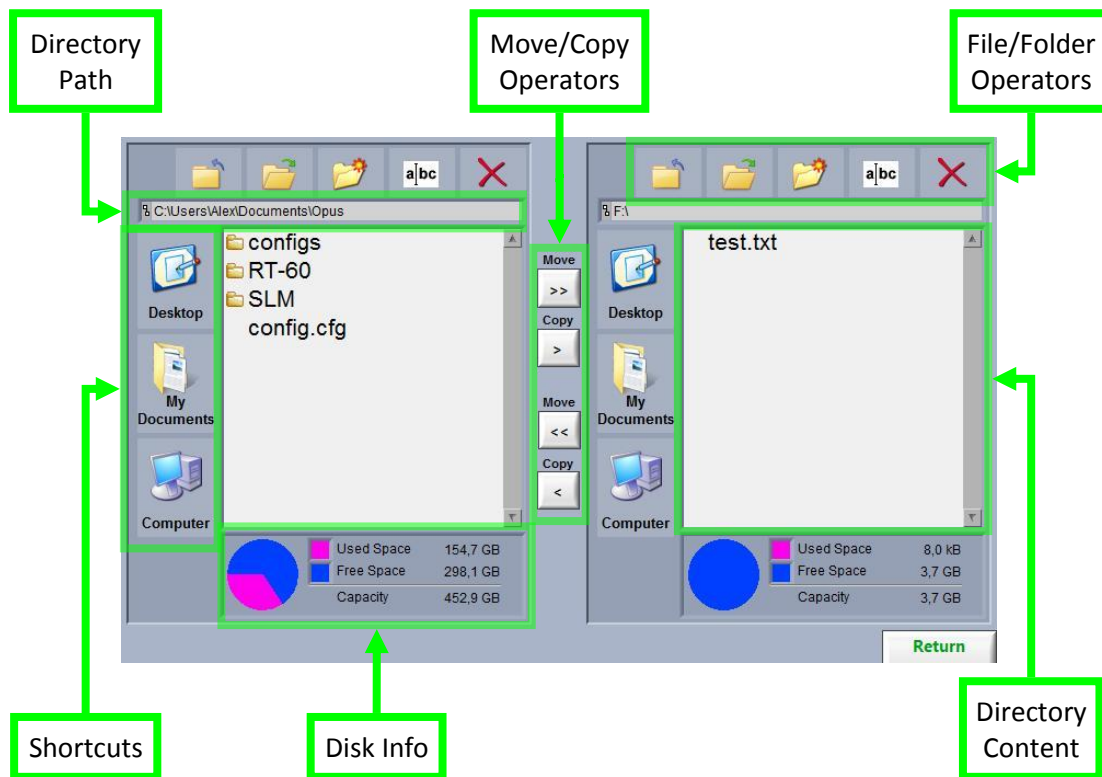 Directory
Path
Move/Copy
Operators
File/Folder
Operators
a|bc
a|bc
C:\Users\Alex\Documents\Opus
F:\
configs
RT-60
SLM
config.cfg
Desktop
My
Documents
Computer
Move
>>
Copy
>
Move
<<
Copy
<
test.txt
Desktop
My
Documents
Computer
Used Space 154,7 GB
Free Space 298,1 GB
Capacity 452,9 GB
Used Space 8,0 kB
Free Space 3,7 GB
Capacity 3,7 GB
Return
Shortcuts
Disk Info
Directory
Content